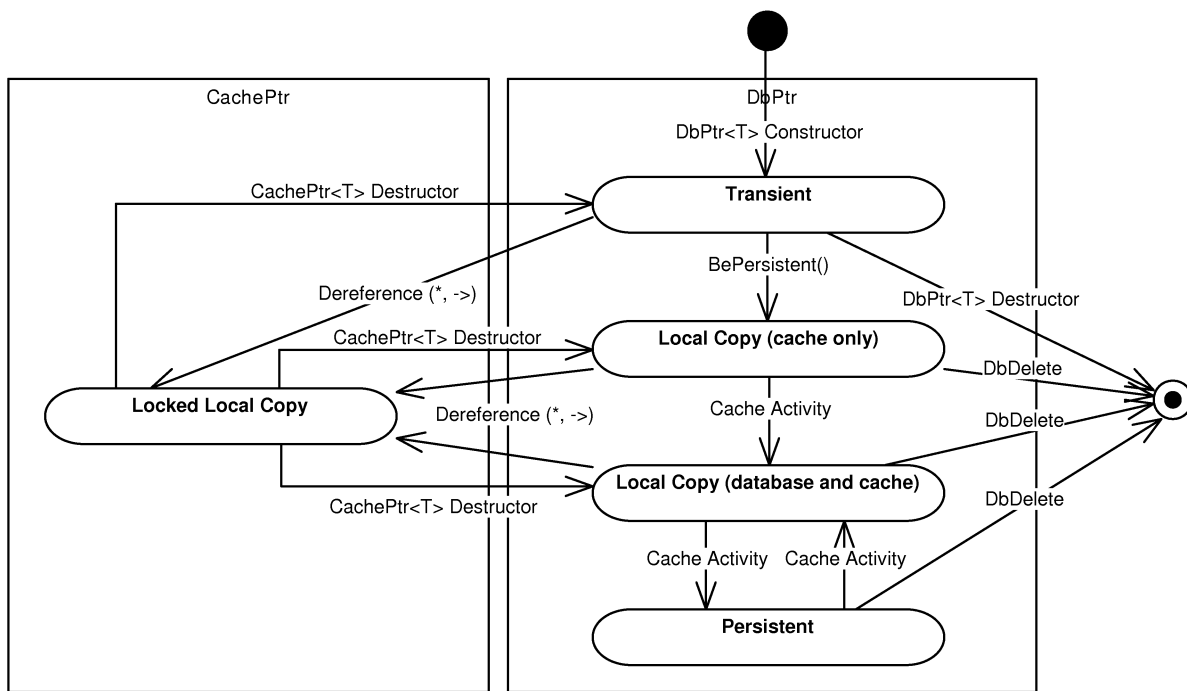 CachePtr
DbPtr
DbPtr<T> Constructor
CachePtr<T> Destructor
Transient
BePersistent()
Dereference (*, ->)
DbPtr<T> Destructor
CachePtr<T> Destructor
Local Copy (cache only)
DbDelete
Locked Local Copy
Dereference (*, ->)
Cache Activity
DbDelete
Local Copy (database and cache)
CachePtr<T> Destructor
DbDelete
Cache Activity
Cache Activity
Persistent